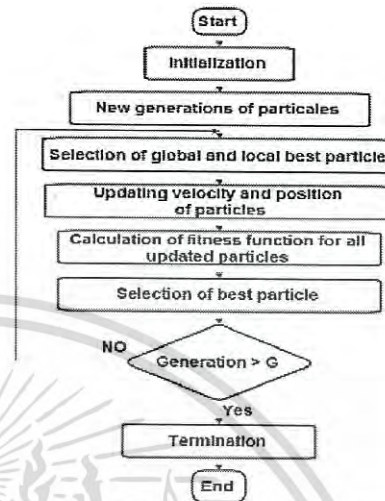 Start
Initialization
New generations of particales
Selection of global and local best particle
Updating velocity and position
of particles
Calculation of fitness function for all
updated particles
Selection of best particle
NO
Generation > G
Yes
Termination
End